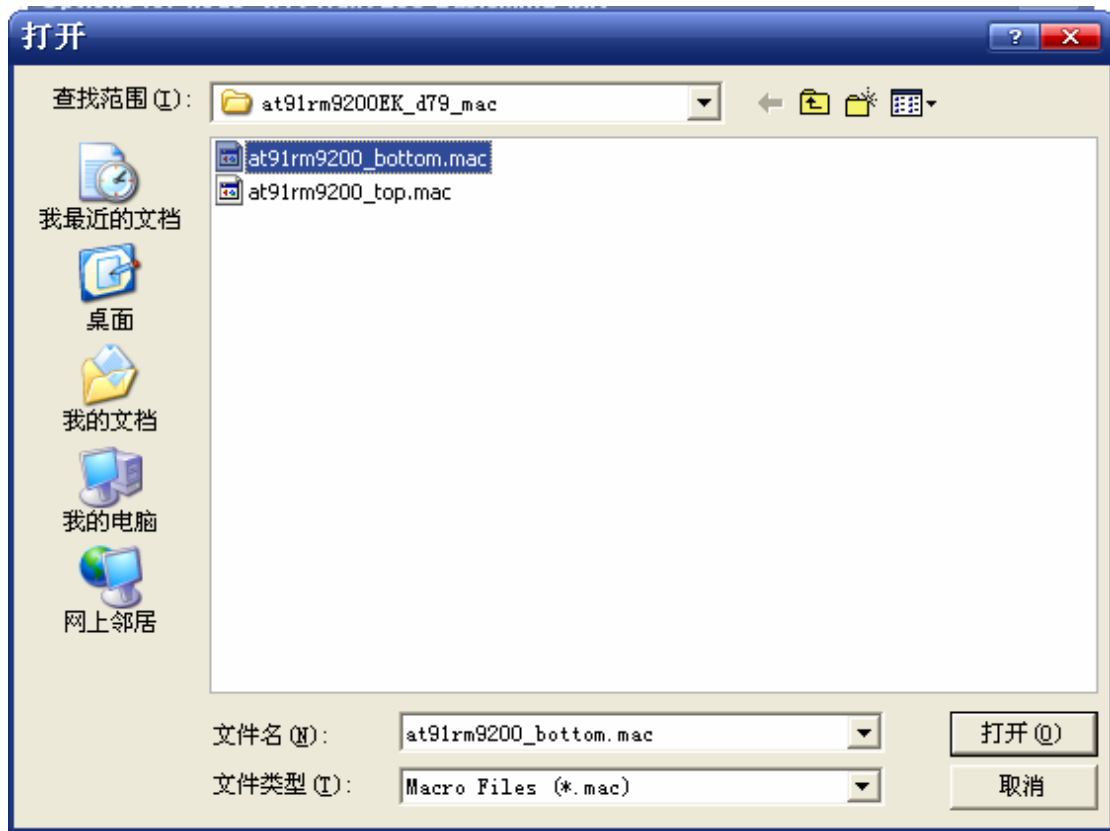 打开
查找范围(I):
at91rm9200EK_d79_mac
at91rm9200_bottom.mac
at91rm9200_top.mac
我最近的文档
桌面
我的文档
我的电脑
网上邻居
文件名(N):
at91rm9200_bottom.mac
打开(O)
文件类型(T):
Macro Files (*.mac)
取消